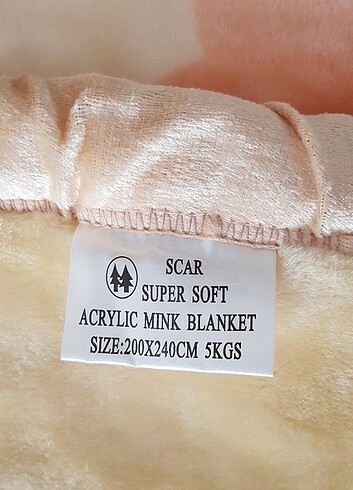 SCAR
SUPER SOFT
ACRYLIC MINK BLANKET
SIZE:200X240CM 5KGS